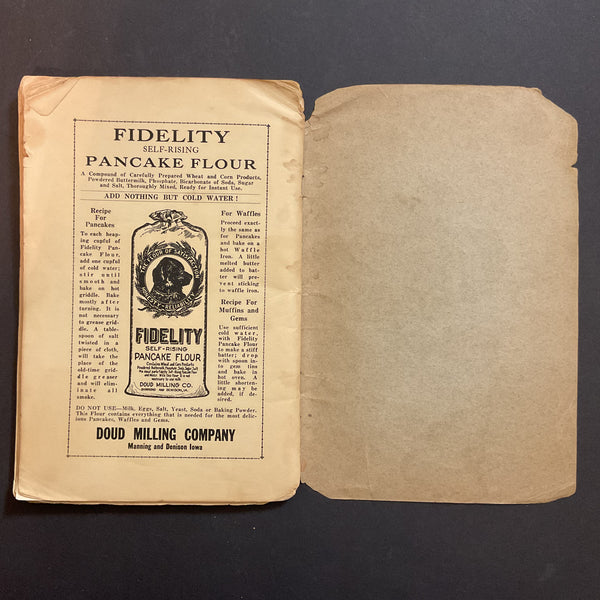 FIDELITY
SELF-RISING
PANCAKE FLOUR
A Compound of Carefully Prepared Wheat and Corn Products,
Powdered Buttermilk, Phosphate, Bicarbonate of Soda, Sugar
and Salt, Thoroughly Mixed, Ready for Instant Use.
ADD NOTHING BUT COLD WATER!
Recipe
For
Pancakes
To each heap-
ing cupful of
Fidelity Pan-
cake Flour,
add one cupful
of cold water;
stir until
smooth and
bake on hot
griddle. Bake
mostly after
turning. It is
not necessary
to grease grid-
dle. A table-
spoon of salt
twisted in a
piece of cloth,
will take the
place of the
old-time grid-
dle greaser
and will elim-
inate all
smoke.
THE FLOUR OF SATISFACTION
FIDELITY
SELF-RISING
PANCAKE FLOUR
DOUD MILLING CO.
For Waffles
Proceed exact-
ly the same as
for Pancakes
and bake on a
hot Waffle
Iron. A little
melted butter
added to bat-
ter will pre-
vent sticking
to waffle iron.
Recipe For
Muffins and
Gems
Use sufficient
cold water,
with Fidelity
Pancake Flour
to make a stiff
batter; drop
with spoon in-
to gem tins
and bake in
hot oven. A
little shorten-
ing may be
added, if de-
sired.
DO NOT USE—Milk, Eggs, Salt, Yeast, Soda or Baking Powder.
This Flour contains everything that is needed for the most deli-
cious Pancakes, Waffles and Gems.
DOUD MILLING COMPANY
Manning and Denison Iowa